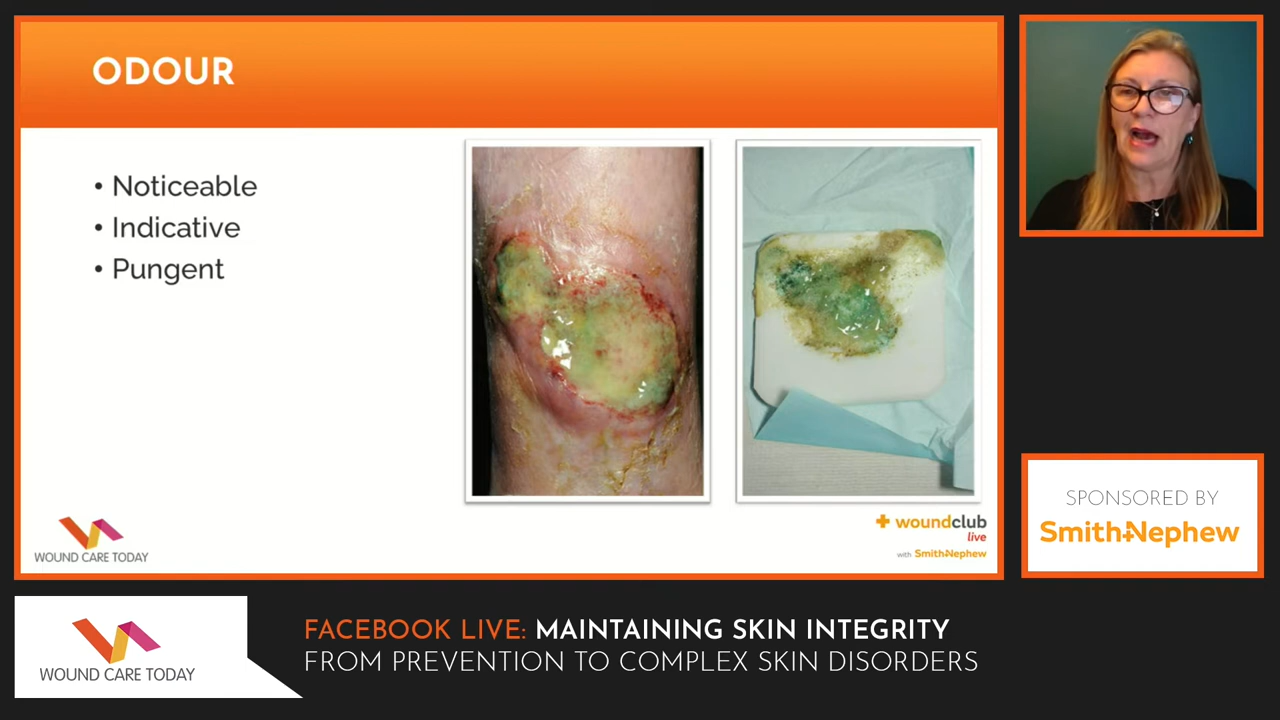 ODOUR
• Noticeable
• Indicative
• Pungent
WOUND CARE TODAY
woundclub
live
with Smith+Nephew
SPONSORED BY
Smith+Nephew
WOUND CARE TODAY
FACEBOOK LIVE: MAINTAINING SKIN INTEGRITY
FROM PREVENTION TO COMPLEX SKIN DISORDERS